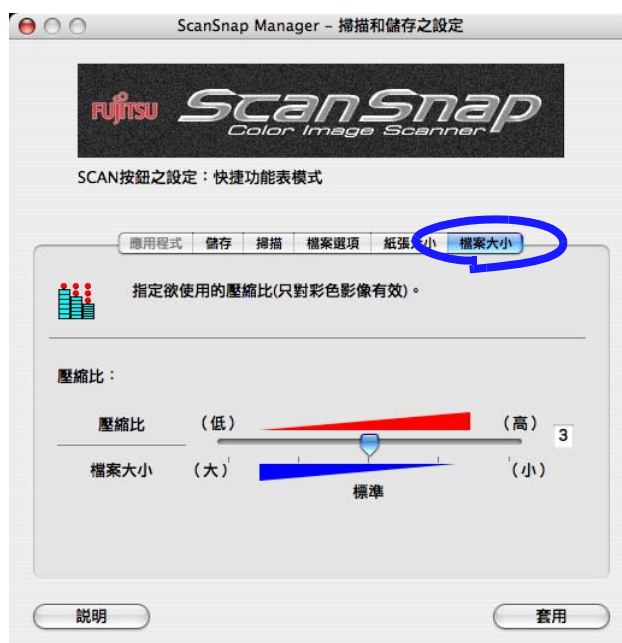 ScanSnap Manager – 掃描和儲存之設定
FUJITSU ScanSnap
Color Image Scanner
SCAN按鈕之設定：快捷功能表模式
應用程式 儲存 掃描 檔案選項 紙張大小 檔案大小
指定欲使用的壓縮比(只對彩色影像有效)。
壓縮比：
壓縮比 （低） （高） 3
檔案大小 （大） （小）
標準
説明 套用